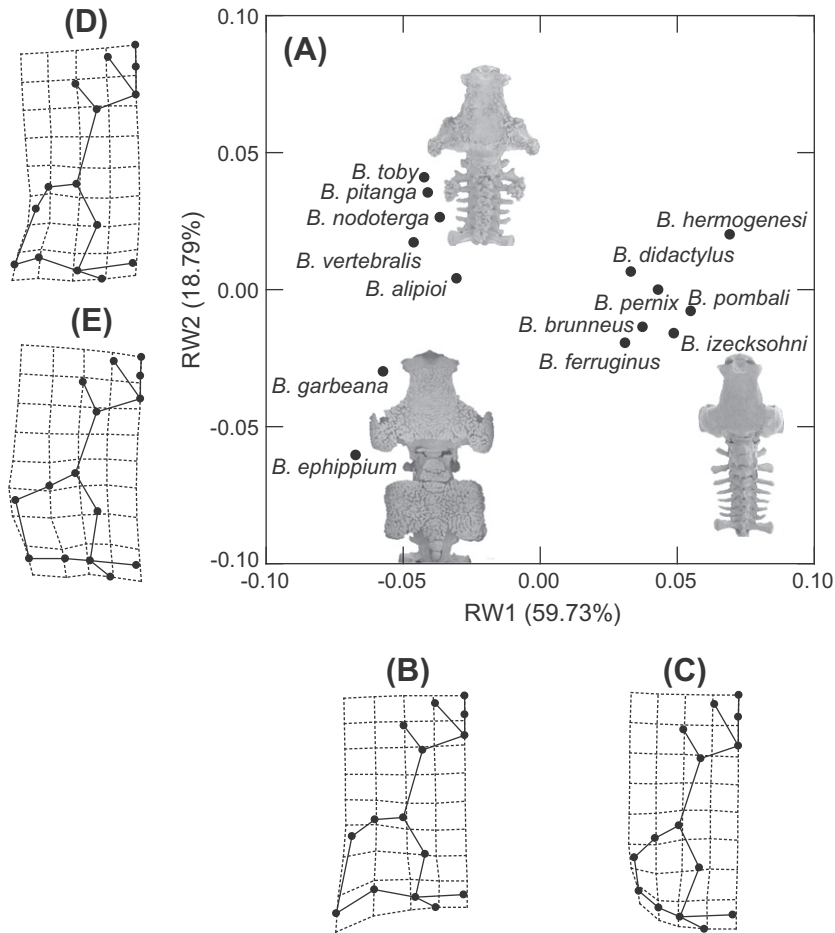 (D)
(E)
(A)
0.10
0.05
0.00
-0.05
-0.10
RW2 (18.79%)
B. toby
B. pitanga
B. nodoterga
B. vertebralis
B. alipioi
B. hermogenesi
B. didactylus
B. pernix
B. pombali
B. brunneus
B. izecksohni
B. ferruginus
B. garbeana
B. ephippium
-0.10
-0.05
0.00
0.05
0.10
RW1 (59.73%)
(B)
(C)